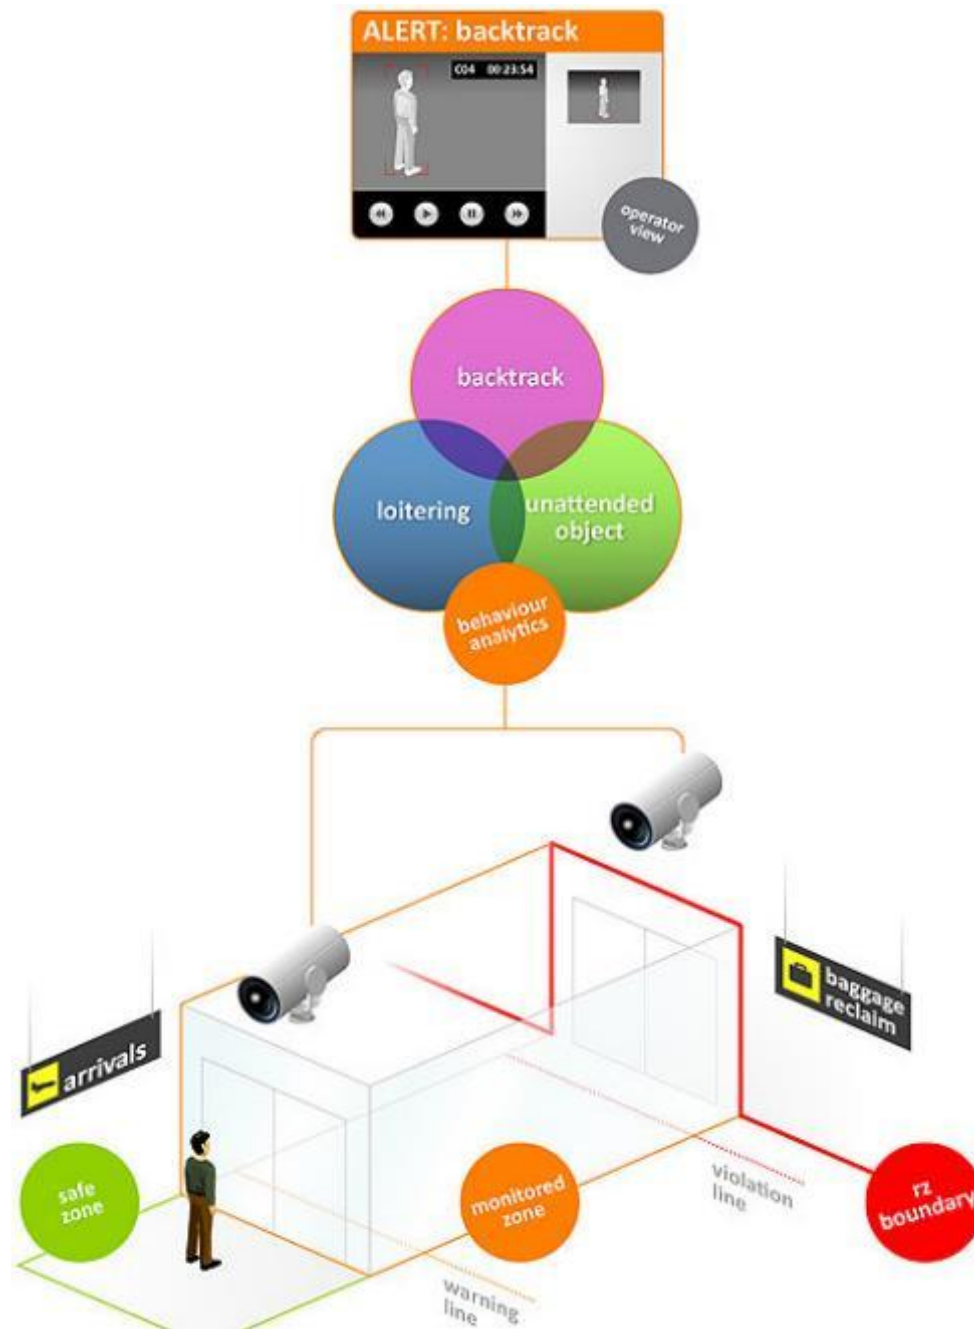 ALERT: backtrack
C04 00:23:54
operator
view
backtrack
loitering
unattended
object
behaviour
analytics
baggage
reclaim
arrivals
safe
zone
monitored
zone
violation
line
rz
boundary
warning
line